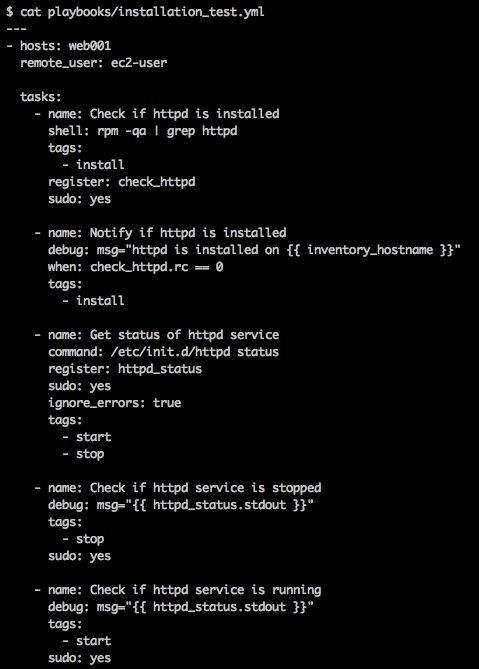 $ cat playbooks/installation_test.yml
---
- hosts: web001
  remote_user: ec2-user

  tasks:
    - name: Check if httpd is installed
      shell: rpm -qa | grep httpd
      tags:
        - install
      register: check_httpd
      sudo: yes

    - name: Notify if httpd is installed
      debug: msg="httpd is installed on {{ inventory_hostname }}"
      when: check_httpd.rc == 0
      tags:
        - install

    - name: Get status of httpd service
      command: /etc/init.d/httpd status
      register: httpd_status
      sudo: yes
      ignore_errors: true
      tags:
        - start
        - stop

    - name: Check if httpd service is stopped
      debug: msg="{{ httpd_status.stdout }}"
      tags:
        - stop
      sudo: yes

    - name: Check if httpd service is running
      debug: msg="{{ httpd_status.stdout }}"
      tags:
        - start
      sudo: yes